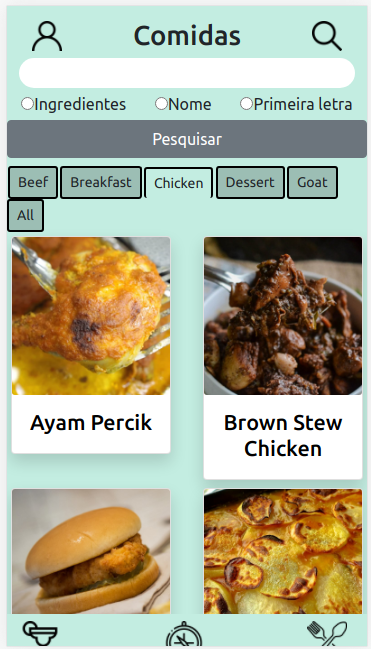 Comidas
Ingredientes Nome Primeira letra
Pesquisar
Beef Breakfast Chicken Dessert Goat
All
Ayam Percik
Brown Stew
Chicken